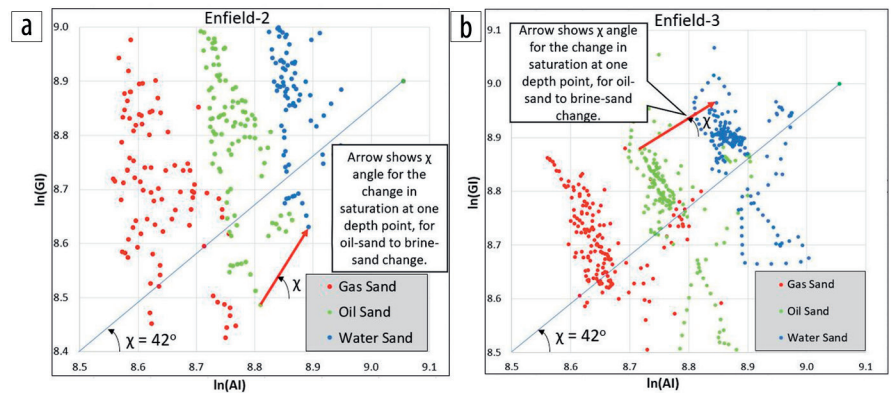 a
Enfield-2
9.0
8.9
8.8
8.7
8.6
8.5
8.4
ln(GI)
Arrow shows χ
angle for the
change in
saturation at one
depth point, for
oil-sand to brine-
sand change.
χ
χ = 42°
Gas Sand
Oil Sand
Water Sand
8.5 8.6 8.7 8.8 8.9 9.0 9.1
ln(AI)
b
Enfield-3
9.1
9.0
8.9
8.8
8.7
8.6
8.5
ln(GI)
Arrow shows χ angle
for the change in
saturation at one
depth point, for oil-
sand to brine-sand
change.
χ
χ = 42°
Gas Sand
Oil Sand
Water Sand
8.5 8.6 8.7 8.8 8.9 9.0 9.1
ln(AI)